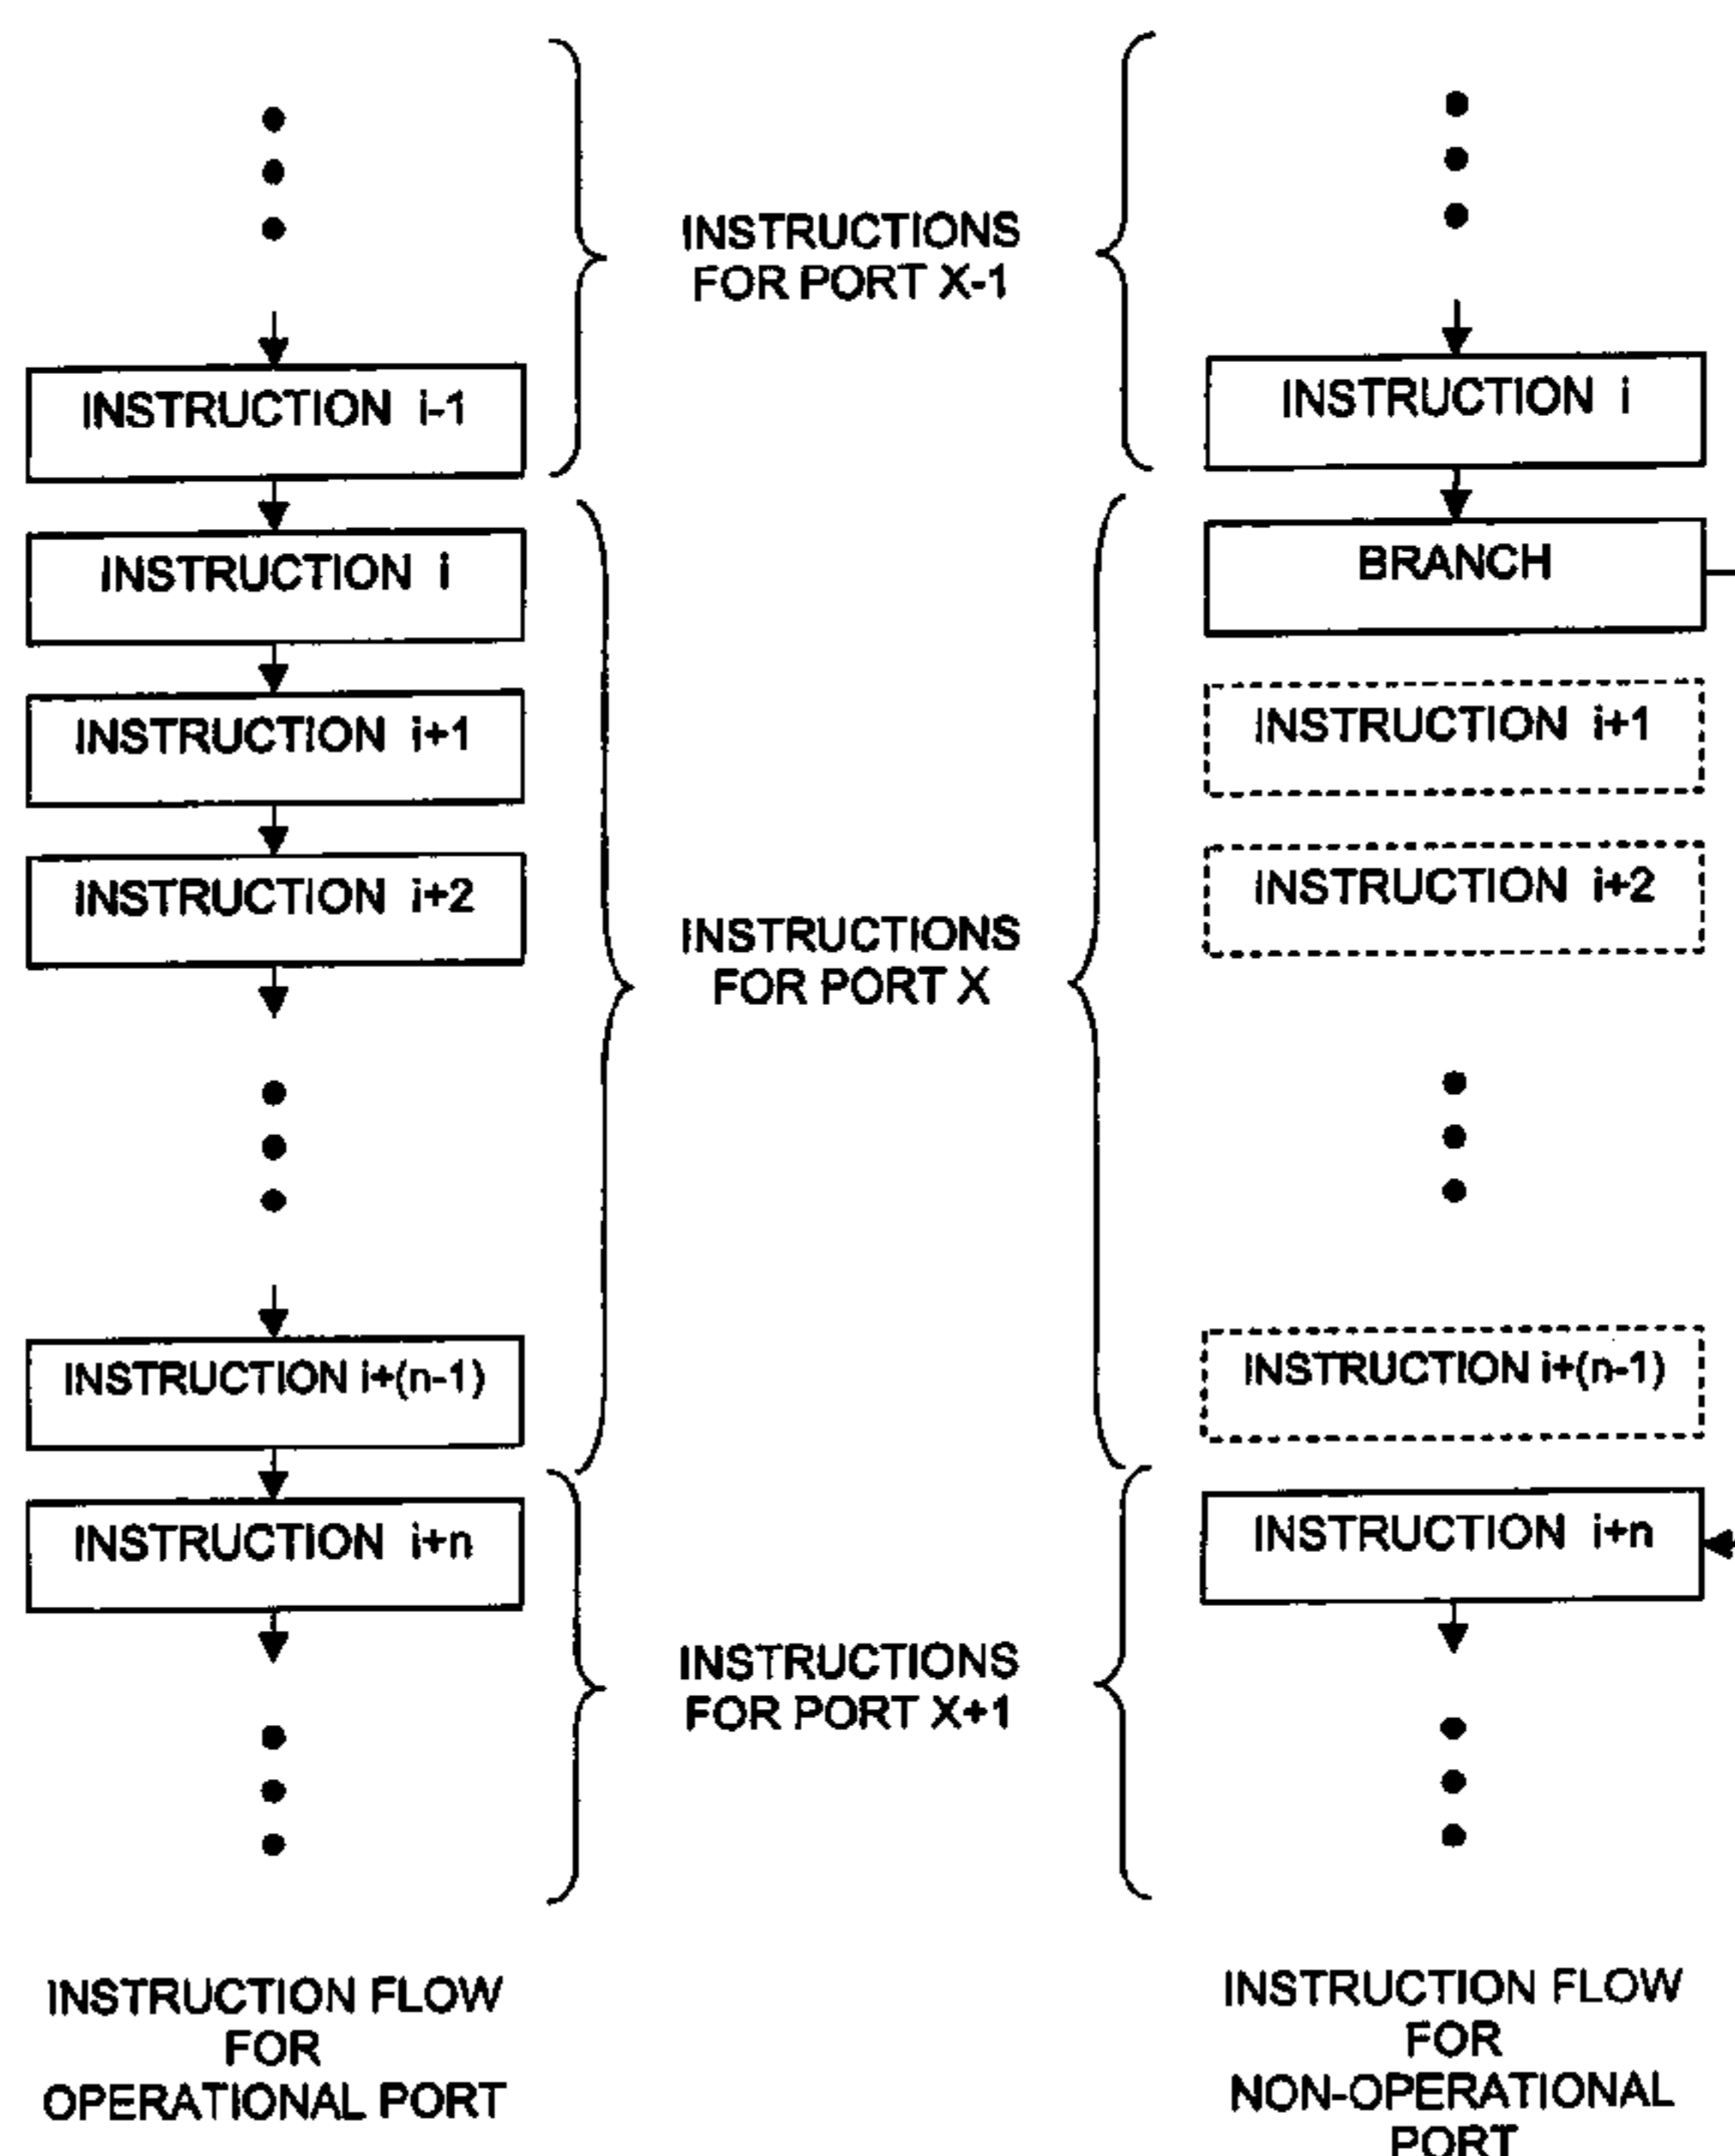 INSTRUCTIONS
FOR PORT X-1
INSTRUCTION i-1
INSTRUCTION i
INSTRUCTION i+1
INSTRUCTION i+2
INSTRUCTION i+(n-1)
INSTRUCTION i+n
INSTRUCTIONS
FOR PORT X
INSTRUCTIONS
FOR PORT X+1
INSTRUCTION i
BRANCH
INSTRUCTION i+1
INSTRUCTION i+2
INSTRUCTION i+(n-1)
INSTRUCTION i+n
INSTRUCTION FLOW
FOR
OPERATIONAL PORT
INSTRUCTION FLOW
FOR
NON-OPERATIONAL
PORT